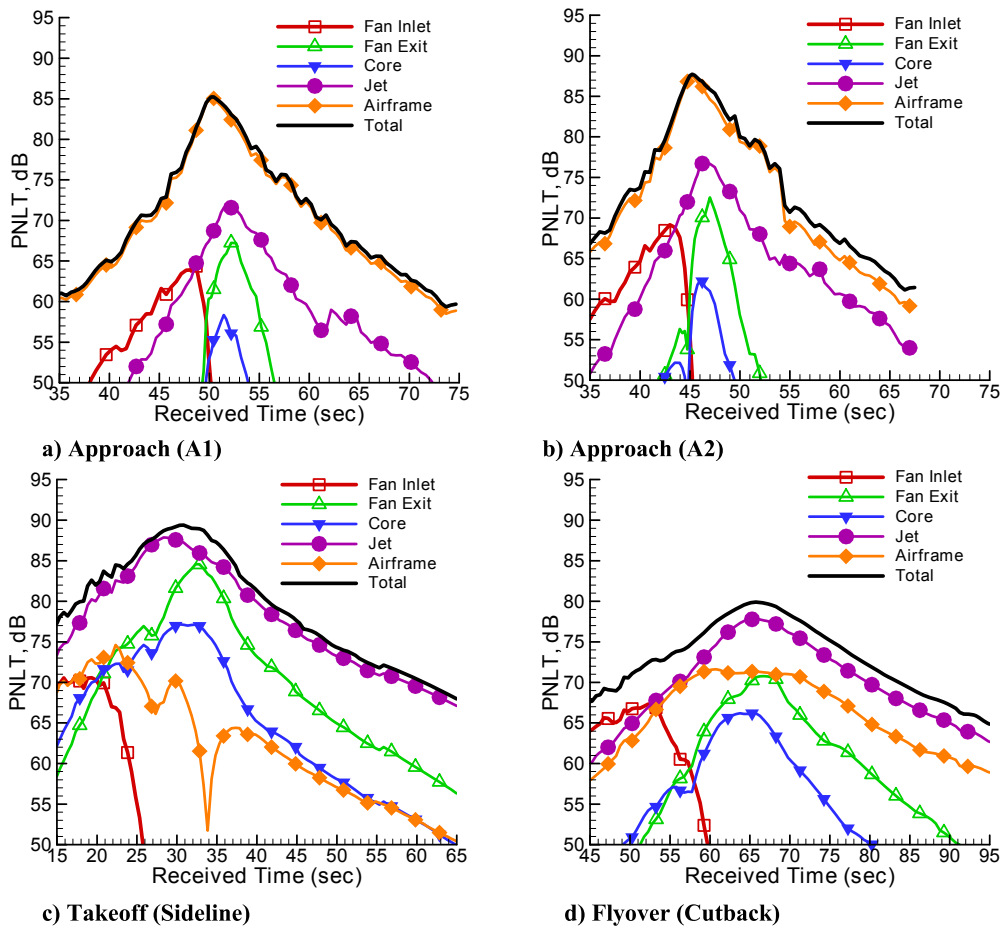 95
90
85
80
75
70
65
60
55
50
PNLT, dB
Fan Inlet
Fan Exit
Core
Jet
Airframe
Total
35 40 45 50 55 60 65 70 75
Received Time (sec)
a) Approach (A1)
95
90
85
80
75
70
65
60
55
50
PNLT, dB
Fan Inlet
Fan Exit
Core
Jet
Airframe
Total
35 40 45 50 55 60 65 70 75
Received Time (sec)
b) Approach (A2)
95
90
85
80
75
70
65
60
55
50
PNLT, dB
Fan Inlet
Fan Exit
Core
Jet
Airframe
Total
15 20 25 30 35 40 45 50 55 60 65
Received Time (sec)
c) Takeoff (Sideline)
95
90
85
80
75
70
65
60
55
50
PNLT, dB
Fan Inlet
Fan Exit
Core
Jet
Airframe
Total
45 50 55 60 65 70 75 80 85 90 95
Received Time (sec)
d) Flyover (Cutback)